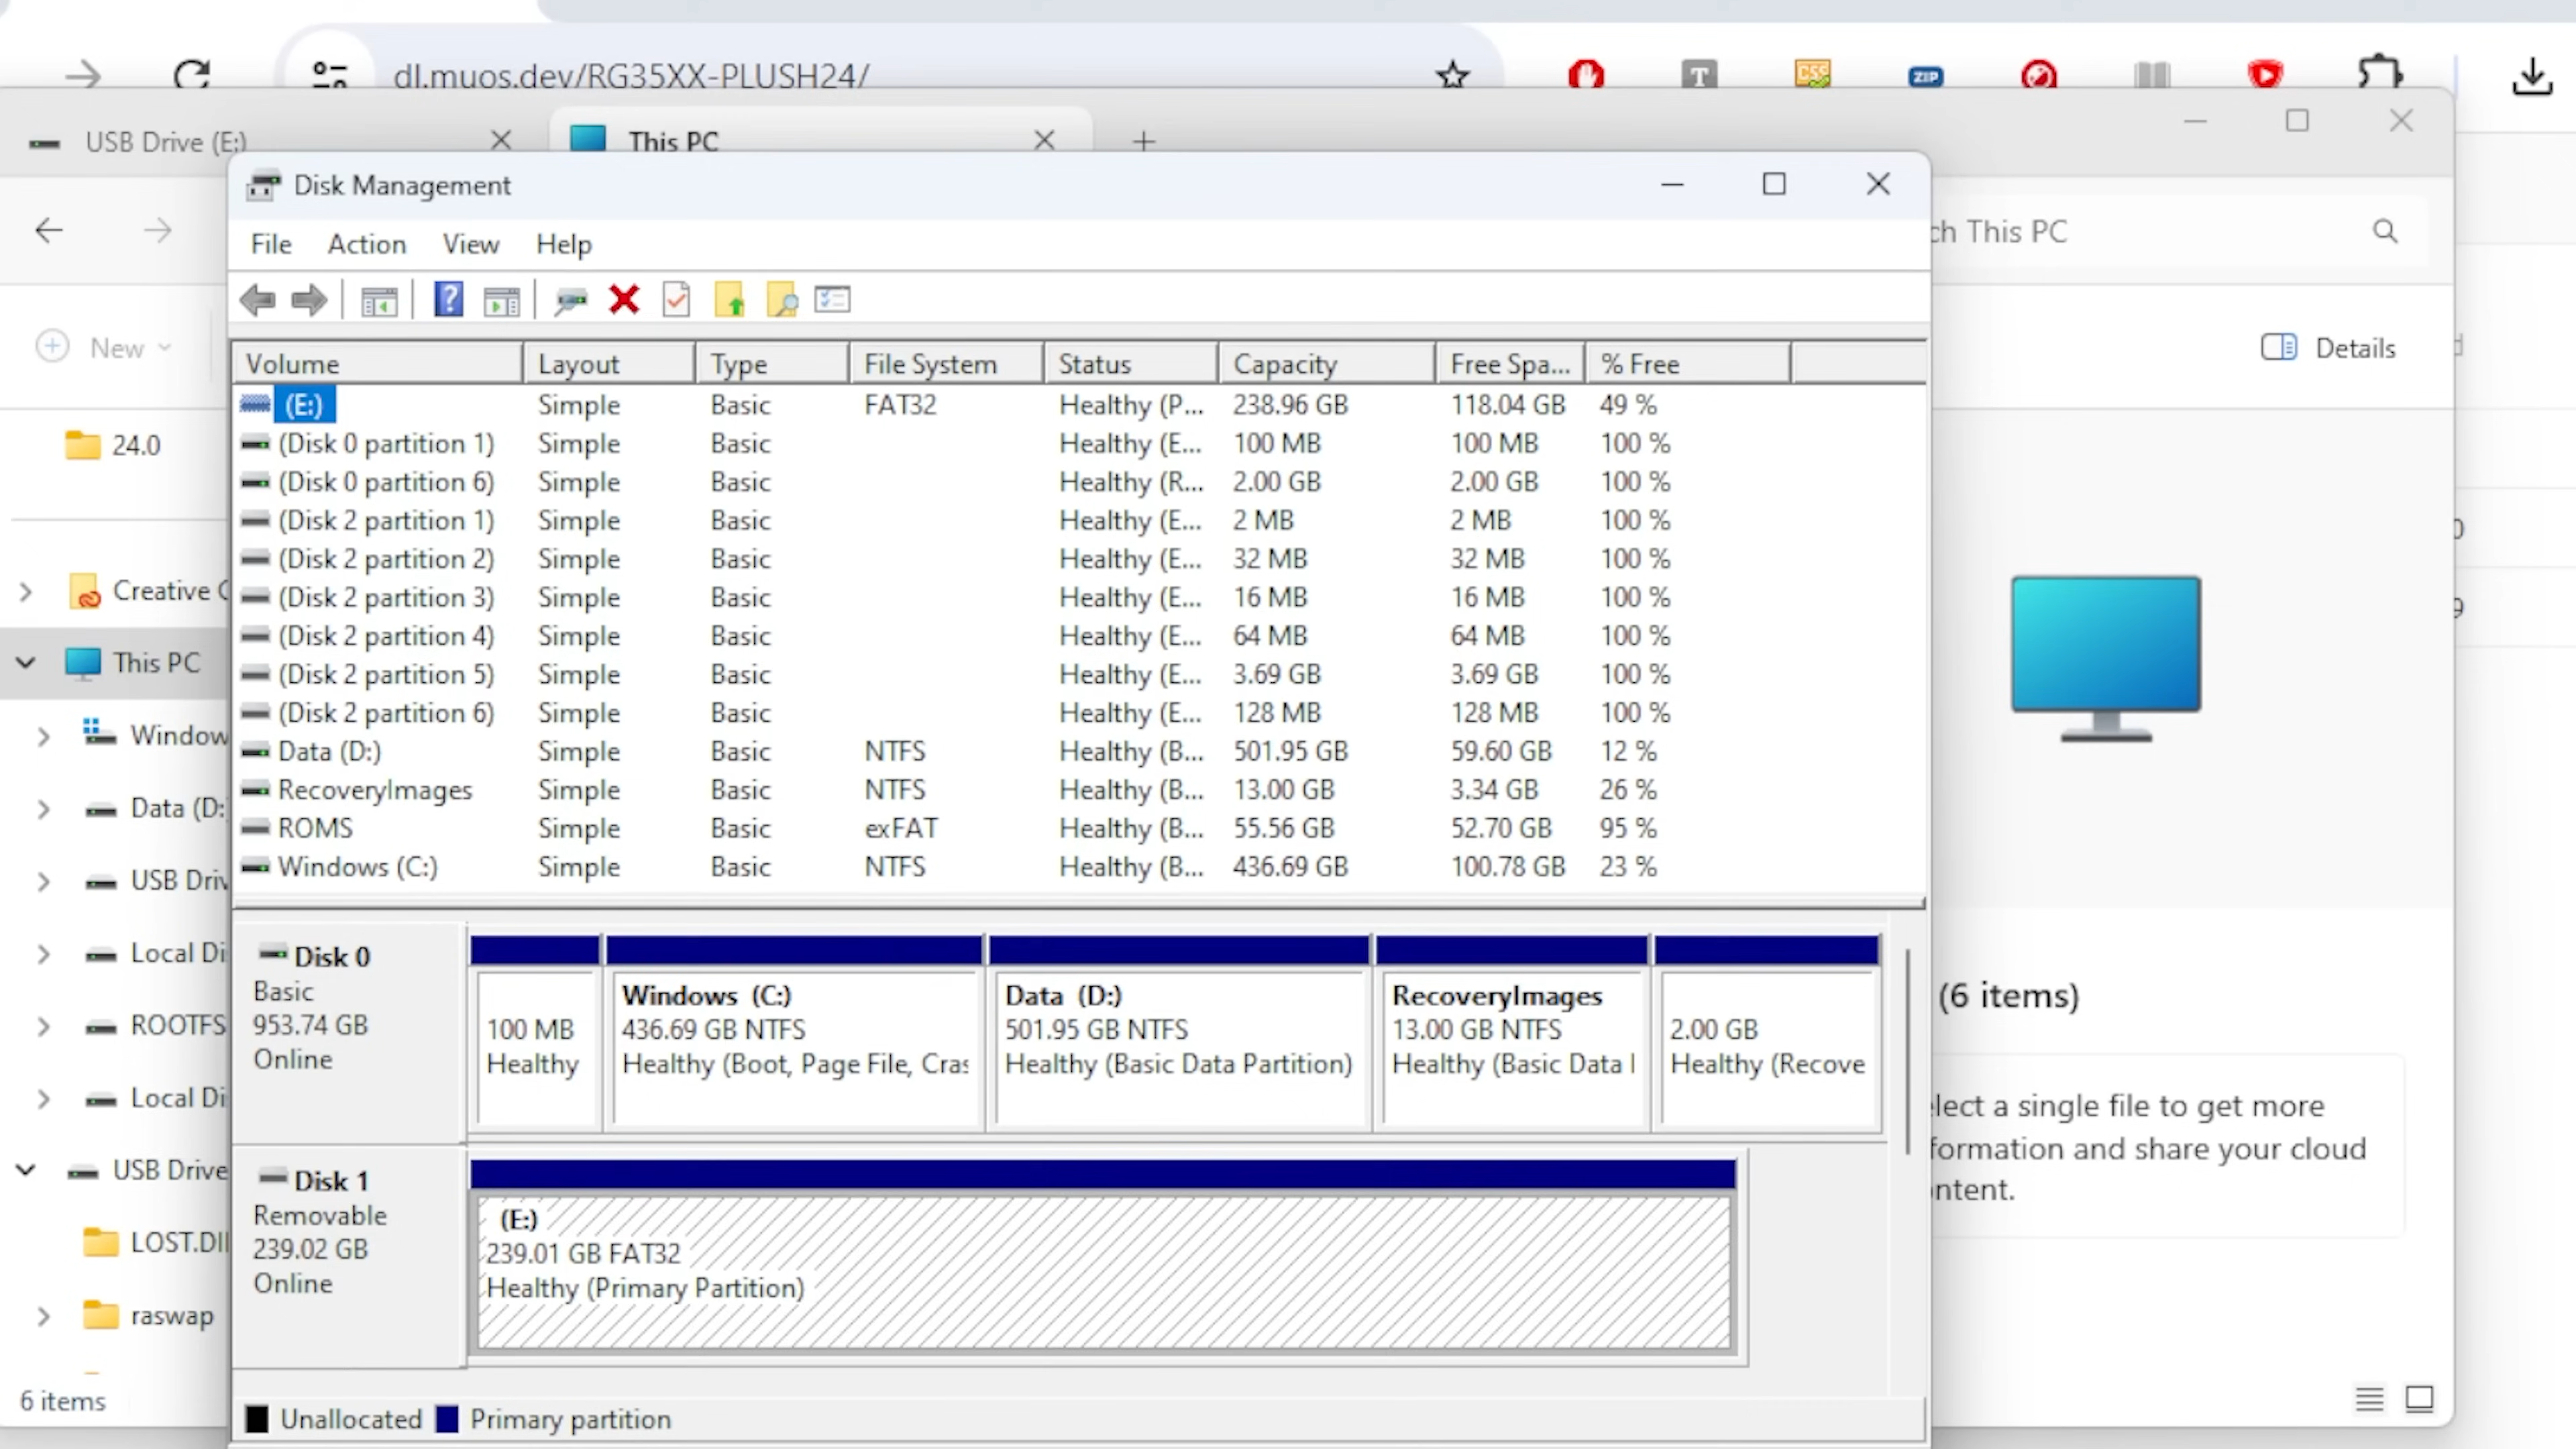 dl.muos.dev/RG35XX-PLUSH24/
T CSS ZIP
USB Drive (E:) This PC
Disk Management
File Action View Help
ch This PC
?
New
Details
Volume Layout Type File System Status Capacity Free Spa... % Free
(E:) Simple Basic FAT32 Healthy (P... 238.96 GB 118.04 GB 49 %
(Disk 0 partition 1) Simple Basic Healthy (E... 100 MB 100 MB 100 %
(Disk 0 partition 6) Simple Basic Healthy (R... 2.00 GB 2.00 GB 100 %
(Disk 2 partition 1) Simple Basic Healthy (E... 2 MB 2 MB 100 %
(Disk 2 partition 2) Simple Basic Healthy (E... 32 MB 32 MB 100 %
(Disk 2 partition 3) Simple Basic Healthy (E... 16 MB 16 MB 100 %
(Disk 2 partition 4) Simple Basic Healthy (E... 64 MB 64 MB 100 %
(Disk 2 partition 5) Simple Basic Healthy (E... 3.69 GB 3.69 GB 100 %
(Disk 2 partition 6) Simple Basic Healthy (E... 128 MB 128 MB 100 %
Data (D:) Simple Basic NTFS Healthy (B... 501.95 GB 59.60 GB 12 %
RecoveryImages Simple Basic NTFS Healthy (B... 13.00 GB 3.34 GB 26 %
ROMS Simple Basic exFAT Healthy (B... 55.56 GB 52.70 GB 95 %
Windows (C:) Simple Basic NTFS Healthy (B... 436.69 GB 100.78 GB 23 %
24.0
Creative C
This PC
Window
Data (D:
USB Driv
Local Di
ROOTFS
Local Di
USB Drive
LOST.DI
raswap
6 items
Disk 0
Basic
953.74 GB
Online
100 MB
Healthy
Windows (C:)
436.69 GB NTFS
Healthy (Boot, Page File, Cras
Data (D:)
501.95 GB NTFS
Healthy (Basic Data Partition)
RecoveryImages
13.00 GB NTFS
Healthy (Basic Data
2.00 GB
Healthy (Recove
Disk 1
Removable
239.02 GB
Online
(E:)
239.01 GB FAT32
Healthy (Primary Partition)
Unallocated Primary partition
(6 items)
elect a single file to get more
formation and share your cloud
ontent.